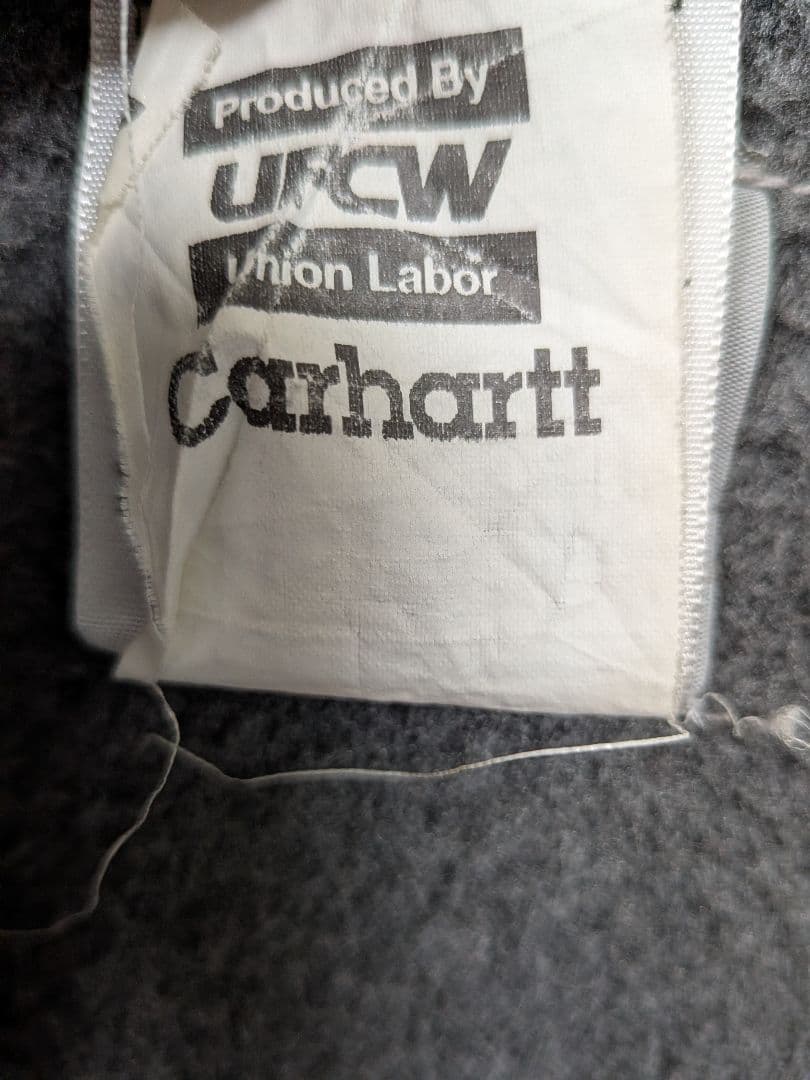 Produced By
UFCW
Union Labor
Carhartt